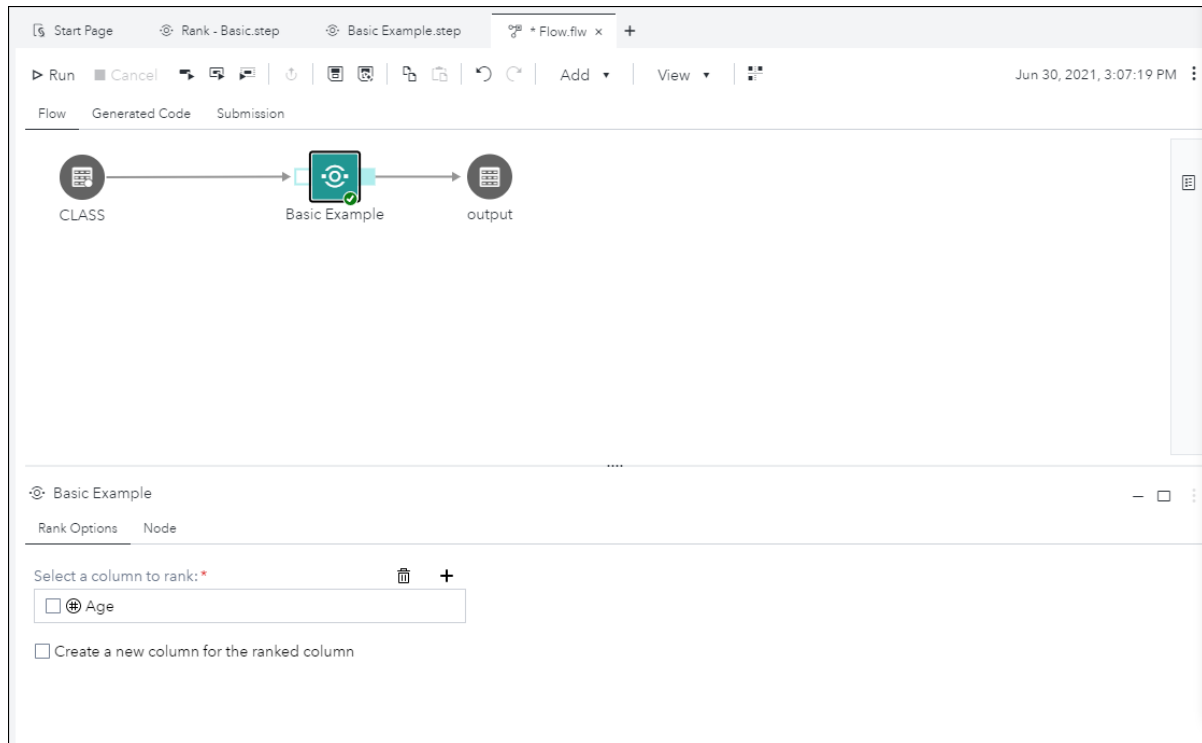 Start Page Rank - Basic.step Basic Example.step * Flow.flw × +
Run Cancel Add View Jun 30, 2021, 3:07:19 PM
Flow Generated Code Submission
CLASS Basic Example output
Basic Example
Rank Options Node
Select a column to rank:*
Age
Create a new column for the ranked column